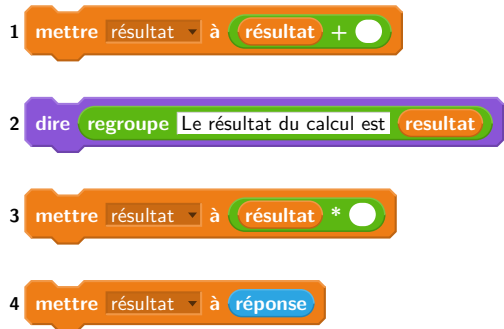 1 mettre résultat à résultat +
2 dire regroupe Le résultat du calcul est resultat
3 mettre résultat à résultat *
4 mettre résultat à réponse